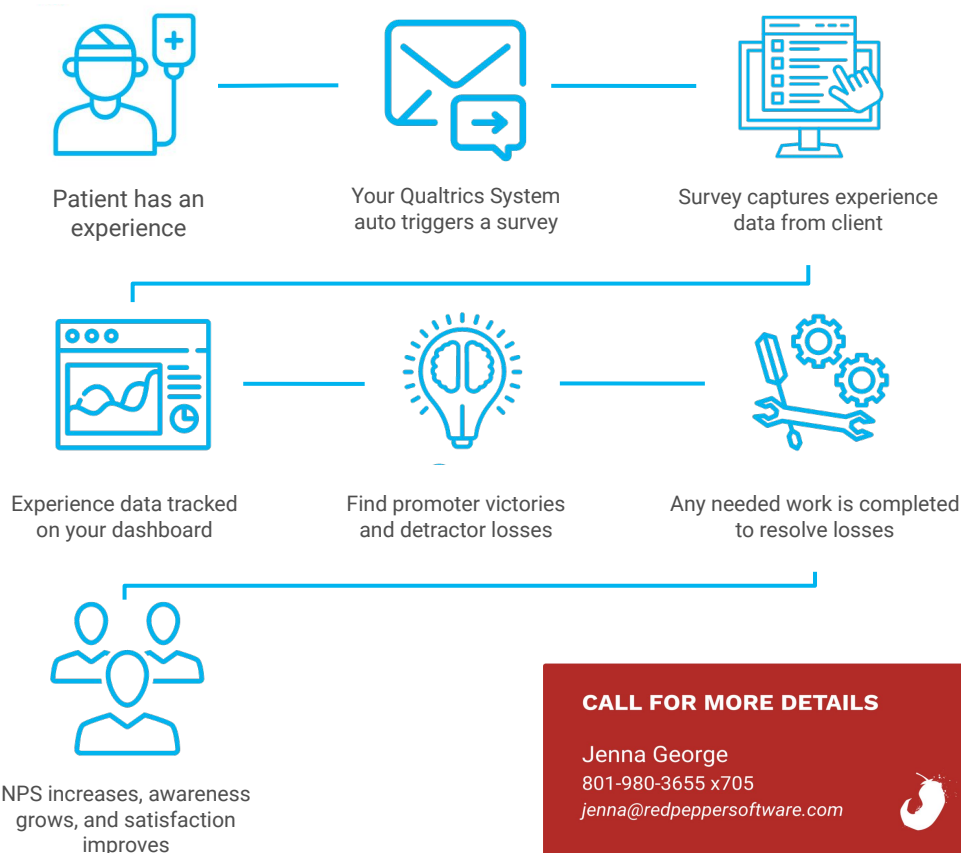 Patient has an
experience
Your Qualtrics System
auto triggers a survey
Survey captures experience
data from client
Experience data tracked
on your dashboard
Find promoter victories
and detractor losses
Any needed work is completed
to resolve losses
NPS increases, awareness
grows, and satisfaction
improves
CALL FOR MORE DETAILS
Jenna George
801-980-3655 x705
jenna@redpeppersoftware.com